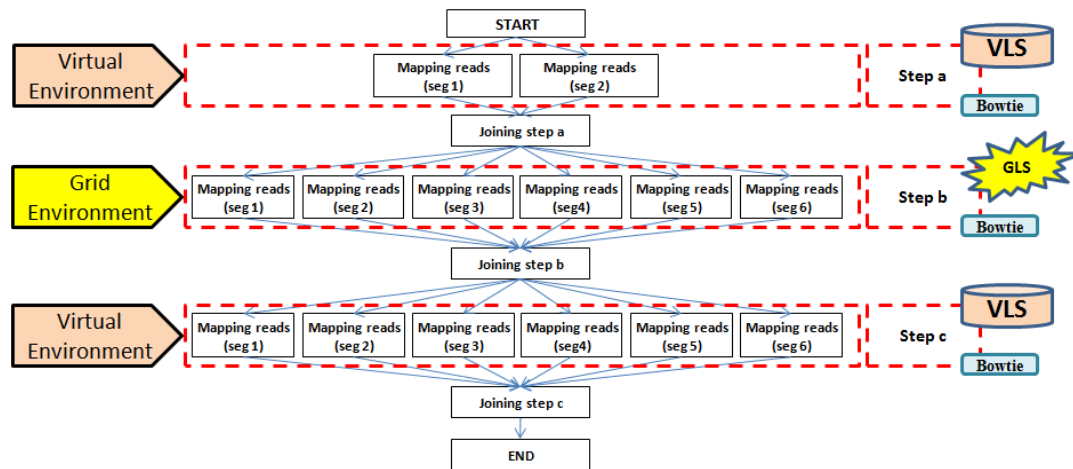 START
Virtual
Environment
Mapping reads
(seg 1)
Mapping reads
(seg 2)
Step a
VLS
Bowtie
Joining step a
Grid
Environment
Mapping reads
(seg 1)
Mapping reads
(seg 2)
Mapping reads
(seg 3)
Mapping reads
(seg4)
Mapping reads
(seg 5)
Mapping reads
(seg 6)
Step b
GLS
Bowtie
Joining step b
Virtual
Environment
Mapping reads
(seg 1)
Mapping reads
(seg 2)
Mapping reads
(seg 3)
Mapping reads
(seg4)
Mapping reads
(seg 5)
Mapping reads
(seg 6)
Step c
VLS
Bowtie
Joining step c
END